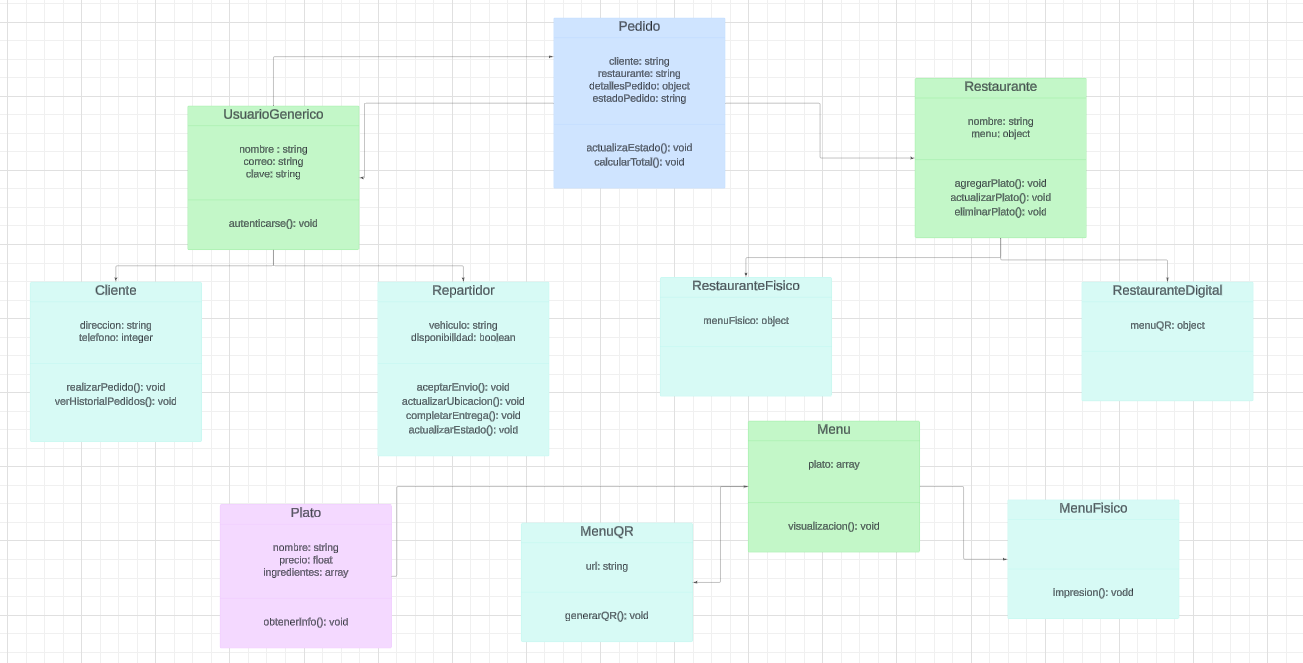 Pedido
cliente: string
restaurante: string
detallesPedido: object
estadoPedido: string
actualizaEstado(): void
calcularTotal(): void
UsuarioGenerico
nombre : string
correo: string
clave: string
autenticarse(): void
Restaurante
nombre: string
menu: object
agregarPlato(): void
actualizarPlato(): void
eliminarPlato(): void
Cliente
direccion: string
telefono: integer
realizarPedido(): void
verHistorialPedidos(): void
Repartidor
vehiculo: string
disponibilidad: boolean
aceptarEnvio(): void
actualizarUbicacion(): void
completarEntrega(): void
actualizarEstado(): void
RestauranteFisico
menuFisico: object
RestauranteDigital
menuQR: object
Menu
plato: array
visualizacion(): void
Plato
nombre: string
precio: float
ingredientes: array
obtenerInfo(): void
MenuQR
url: string
generarQR(): void
MenuFisico
impresion(): vodd